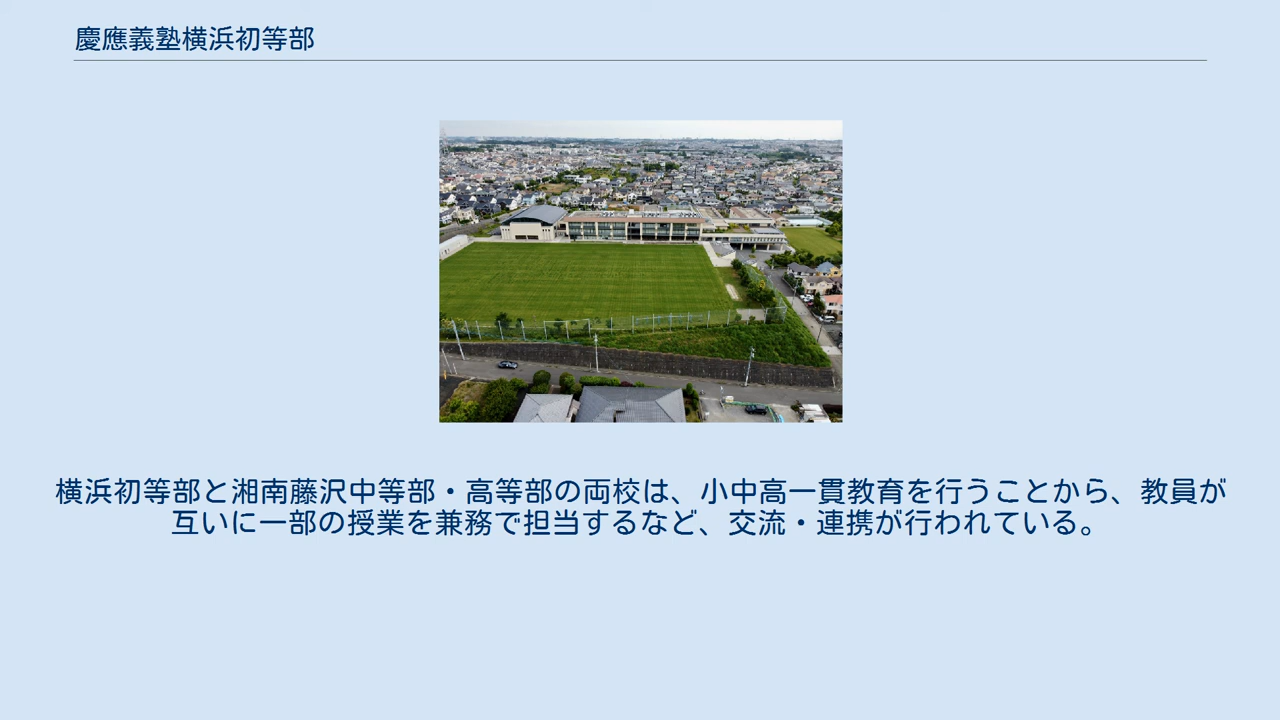 慶應義塾横浜初等部
横浜初等部と湘南藤沢中等部・高等部の両校は、小中高一貫教育を行うことから、教員が
互いに一部の授業を兼務で担当するなど、交流・連携が行われている。